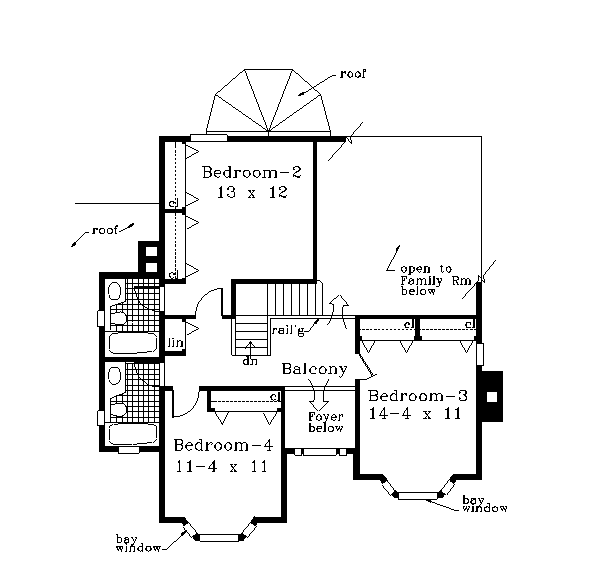 roof
Bedroom-2
13 x 12
cl
roof
cl
open to
Family Rm
below
rail'g
cl
cl
lin
dn
Balcony
cl
Bedroom-3
14-4 x 11
Foyer
below
Bedroom-4
11-4 x 11
bay
window
bay
window